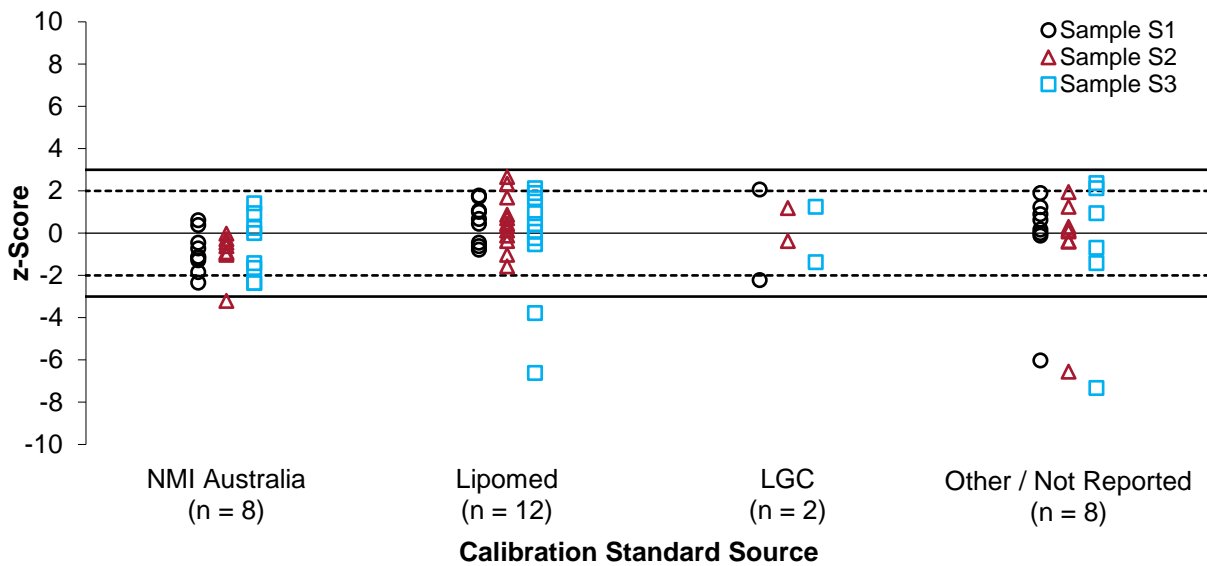 10
8
6
4
2
0
-2
-4
-6
-8
-10
z-Score
Sample S1
Sample S2
Sample S3
NMI Australia
(n = 8)
Lipomed
(n = 12)
LGC
(n = 2)
Other / Not Reported
(n = 8)
Calibration Standard Source